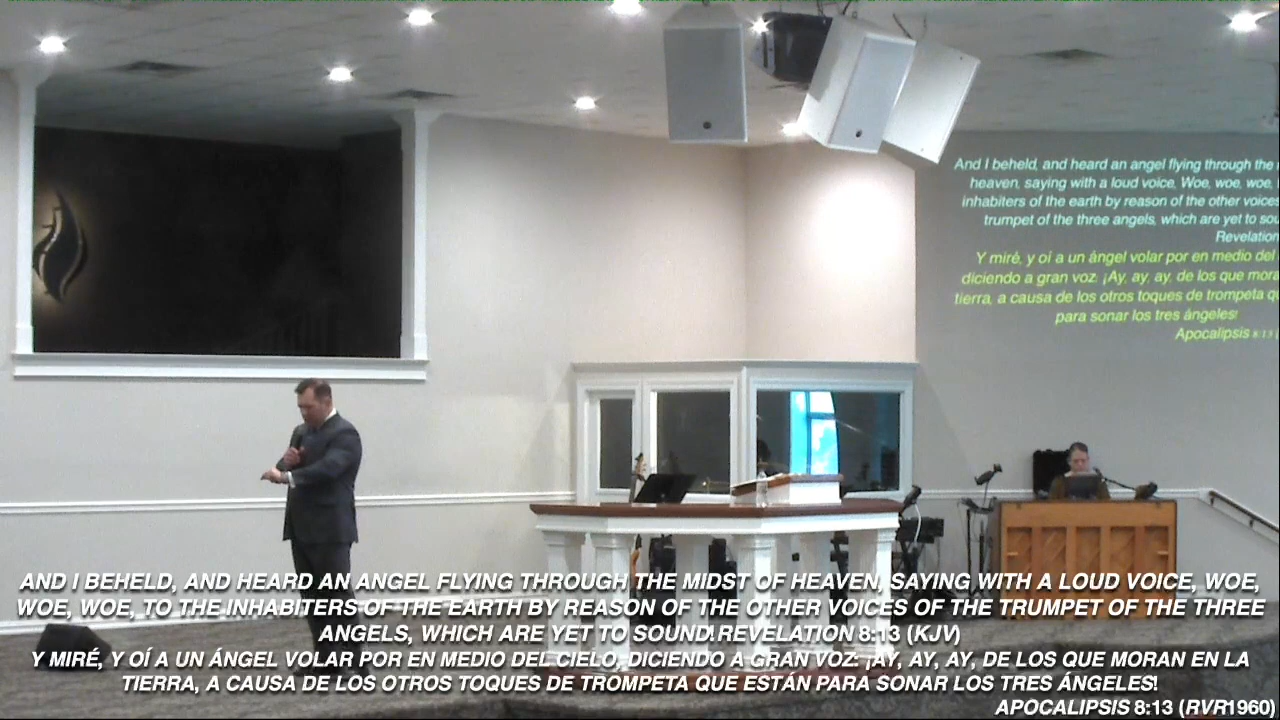 And I beheld, and heard an angel flying through the
heaven, saying with a loud voice, Woe, woe, woe,
inhabiters of the earth by reason of the other voices
trumpet of the three angels, which are yet to sou
Revelation
Y miré, y oí a un ángel volar por en medio del
diciendo a gran voz: ¡Ay, ay, ay, de los que mora
tierra, a causa de los otros toques de trompeta qu
para sonar los tres ángeles!
Apocalipsis 8:13
AND I BEHELD, AND HEARD AN ANGEL FLYING THROUGH THE MIDST OF HEAVEN, SAYING WITH A LOUD VOICE, WOE,
WOE, WOE, TO THE INHABITERS OF THE EARTH BY REASON OF THE OTHER VOICES OF THE TRUMPET OF THE THREE
ANGELS, WHICH ARE YET TO SOUND! REVELATION 8:13 (KJV)
Y MIRÉ, Y OÍ A UN ÁNGEL VOLAR POR EN MEDIO DEL CIELO, DICIENDO A GRAN VOZ: ¡AY, AY, AY, DE LOS QUE MORAN EN LA
TIERRA, A CAUSA DE LOS OTROS TOQUES DE TROMPETA QUE ESTÁN PARA SONAR LOS TRES ÁNGELES!
APOCALIPSIS 8:13 (RVR1960)